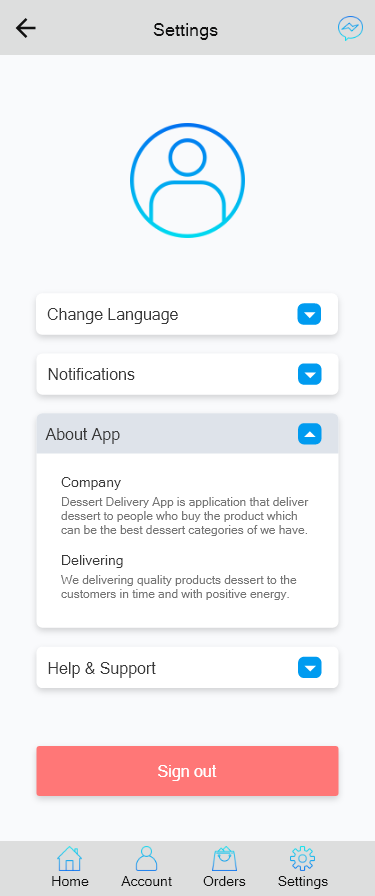 Settings
Change Language
Notifications
About App
Company
Dessert Delivery App is application that deliver
dessert to people who buy the product which
can be the best dessert categories of we have.
Delivering
We delivering quality products dessert to the
customers in time and with positive energy.
Help & Support
Sign out
Home Account Orders Settings